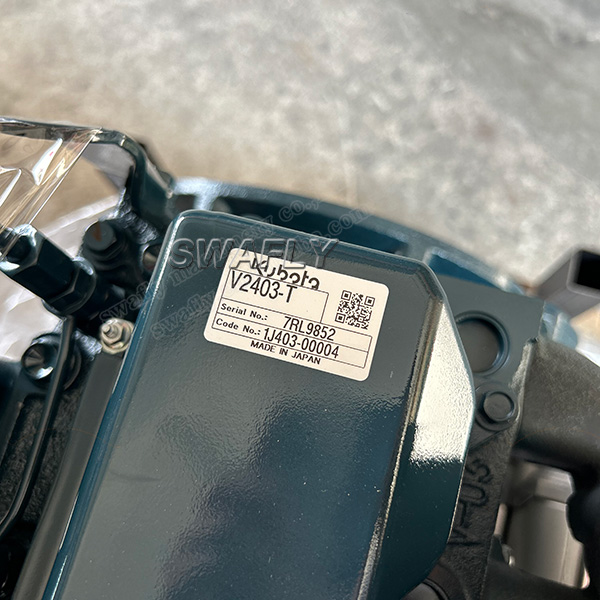 SWAFLY
Kubota
V2403-T
Serial No.: 7RL9852
Code No.: 1J403-00004
MADE IN JAPAN